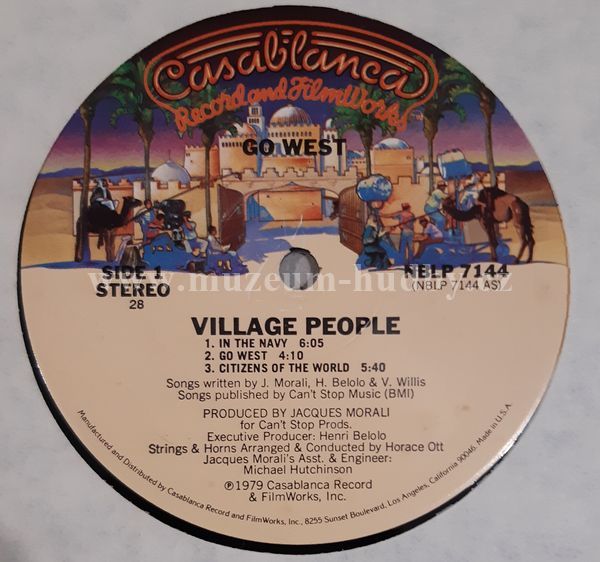 Casablanca
Record and FilmWorks
GO WEST
SIDE 1
STEREO
28
NBLP 7144
(NBLP 7144 AS)
www.muzeum-hudby.cz
VILLAGE PEOPLE
1. IN THE NAVY 6:05
2. GO WEST 4:10
3. CITIZENS OF THE WORLD 5:40
Songs written by J. Morali, H. Belolo & V. Willis
Songs published by Can't Stop Music (BMI)
PRODUCED BY JACQUES MORALI
for Can't Stop Prods.
Executive Producer: Henri Belolo
Strings & Horns Arranged & Conducted by Horace Ott
Jacques Morali's Asst. & Engineer:
Michael Hutchinson
℗1979 Casablanca Record
& FilmWorks, Inc.
Manufactured and Distributed by Casablanca Record and FilmWorks, Inc., 8255 Sunset Boulevard, Los Angeles, California 90046 Made in U.S.A.